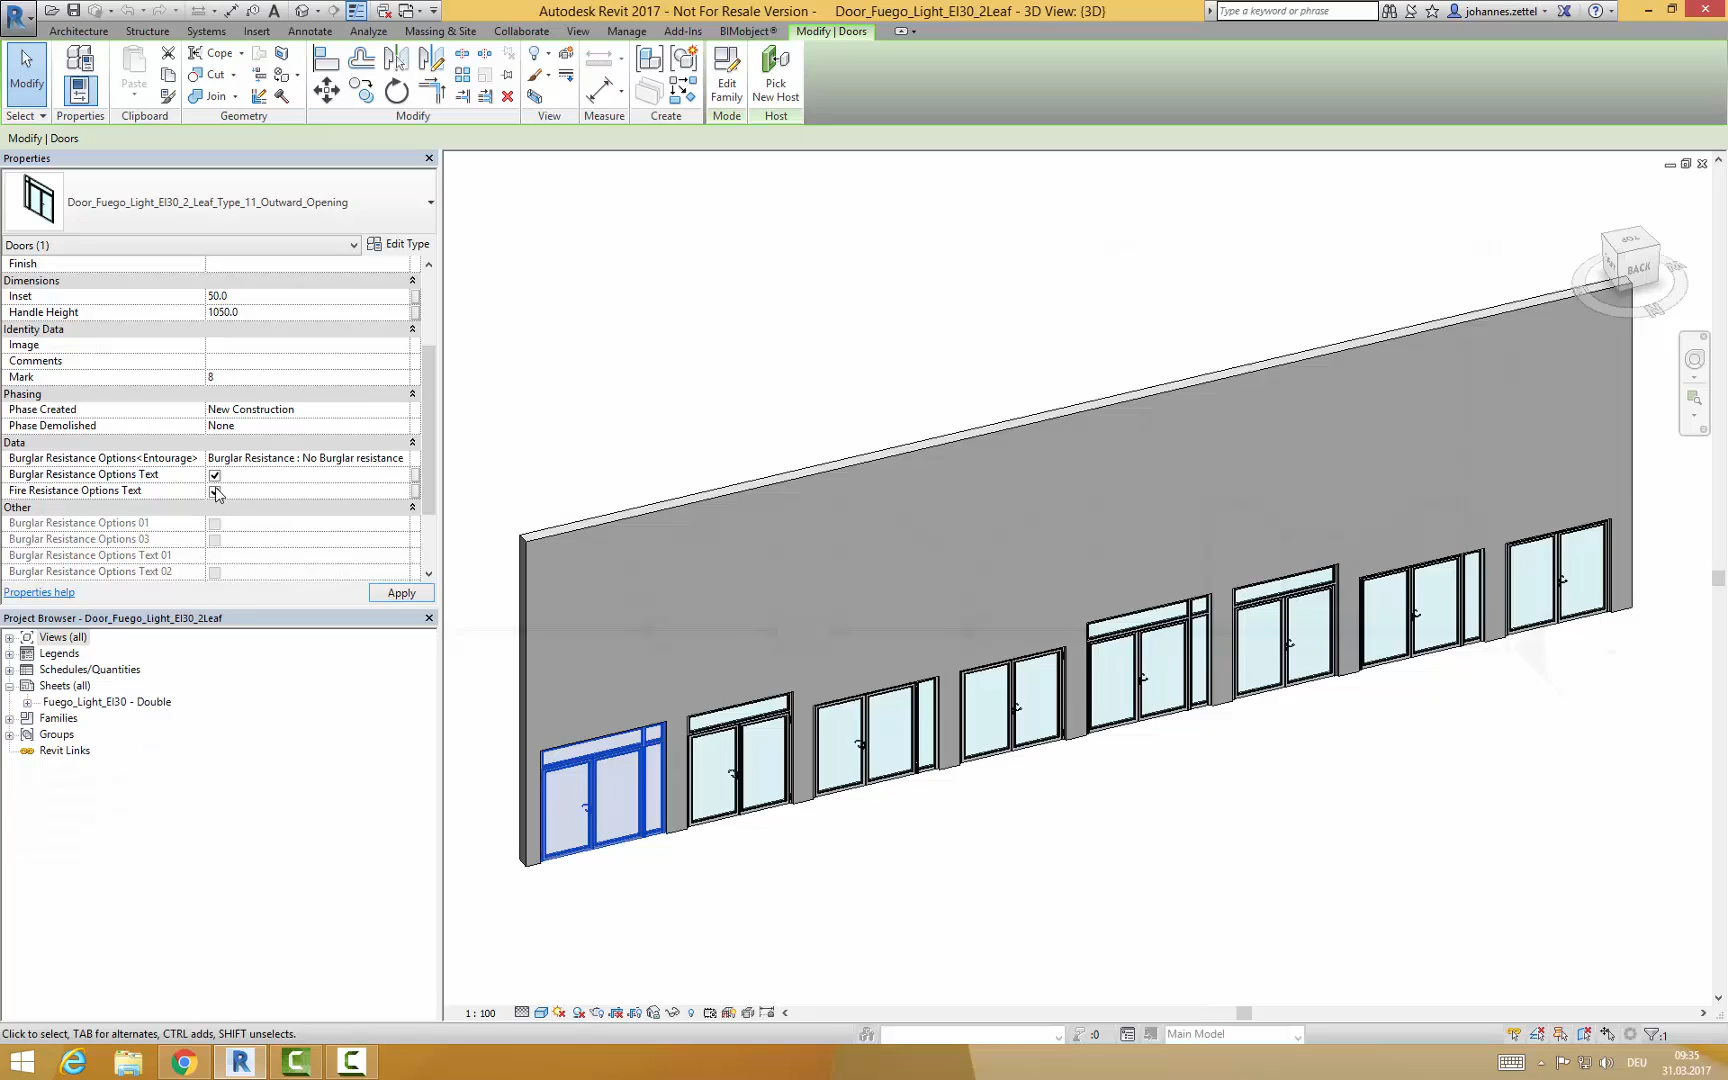 Autodesk Revit 2017 - Not For Resale Version - Door_Fuego_Light_EI30_2Leaf - 3D View: {3D}
Type a keyword or phrase
johannes.zettel
Architecture Structure Systems Insert Annotate Analyze Massing & Site Collaborate View Manage Add-Ins BIMobject® Modify | Doors
Modify
Paste
Cope
Cut
Join
Edit Family
Pick New Host
Select Properties Clipboard Geometry Modify View Measure Create Mode Host
Modify | Doors
Properties
Door_Fuego_Light_EI30_2_Leaf_Type_11_Outward_Opening
Doors (1) Edit Type
Finish
Dimensions
Inset 50.0
Handle Height 1050.0
Identity Data
Image
Comments
Mark 8
Phasing
Phase Created New Construction
Phase Demolished None
Data
Burglar Resistance Options<Entourage> Burglar Resistance : No Burglar resistance
Burglar Resistance Options Text
Fire Resistance Options Text
Other
Burglar Resistance Options 01
Burglar Resistance Options 03
Burglar Resistance Options Text 01
Burglar Resistance Options Text 02
Properties help Apply
Project Browser - Door_Fuego_Light_EI30_2Leaf
Views (all)
Legends
Schedules/Quantities
Sheets (all)
Fuego_Light_EI30 - Double
Families
Groups
Revit Links
TOP
BACK
1 : 100
Click to select, TAB for alternates, CTRL adds, SHIFT unselects.
:0
Main Model
:1
DEU
09:35
31.03.2017